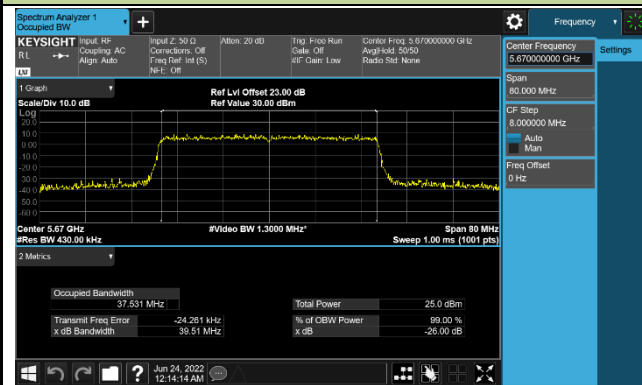 Spectrum Analyzer 1
Occupied BW
Frequency
KEYSIGHT
RL
LXI
Input: RF
Coupling: AC
Align: Auto
Input Z: 50 Ω
Corrections: Off
Freq Ref: Int (S)
NFE: Off
Atten: 20 dB
Trig: Free Run
Gate: Off
#IF Gain: Low
Center Freq: 5.670000000 GHz
Avg|Hold: 50/50
Radio Std: None
Center Frequency
5.670000000 GHz
Settings
Span
80.000 MHz
CF Step
8.000000 MHz
Auto
Man
Freq Offset
0 Hz
1 Graph
Scale/Div 10.0 dB
Ref Lvl Offset 23.00 dB
Ref Value 30.00 dBm
Log
20.0
10.0
0.00
-10.0
-20.0
-30.0
-40.0
-50.0
-60.0
Center 5.67 GHz
#Res BW 430.00 kHz
#Video BW 1.3000 MHz*
Span 80 MHz
Sweep 1.00 ms (1001 pts)
2 Metrics
Occupied Bandwidth
37.531 MHz
Total Power 25.0 dBm
Transmit Freq Error -24.261 kHz
% of OBW Power 99.00 %
x dB Bandwidth 39.51 MHz
x dB -26.00 dB
Jun 24, 2022
12:14:14 AM